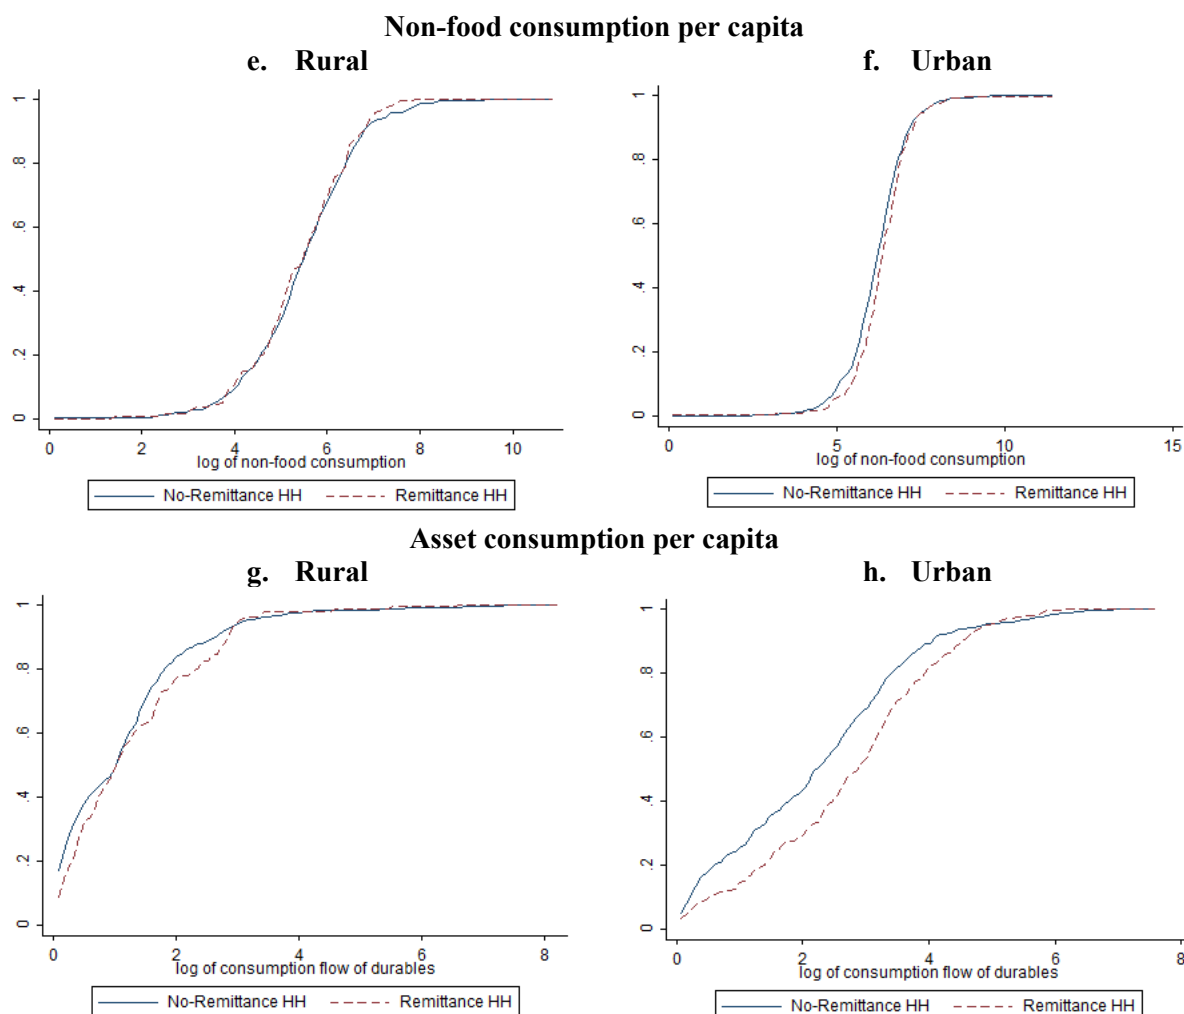 Non-food consumption per capita
e. Rural
f. Urban
1
.8
.6
.4
.2
0
0 2 4 6 8 10
log of non-food consumption
No-Remittance HH Remittance HH
1
.8
.6
.4
.2
0
0 5 10 15
log of non-food consumption
No-Remittance HH Remittance HH
Asset consumption per capita
g. Rural
h. Urban
1
.8
.6
.4
.2
0
0 2 4 6 8
log of consumption flow of durables
No-Remittance HH Remittance HH
1
.8
.6
.4
.2
0
0 2 4 6 8
log of consumption flow of durables
No-Remittance HH Remittance HH